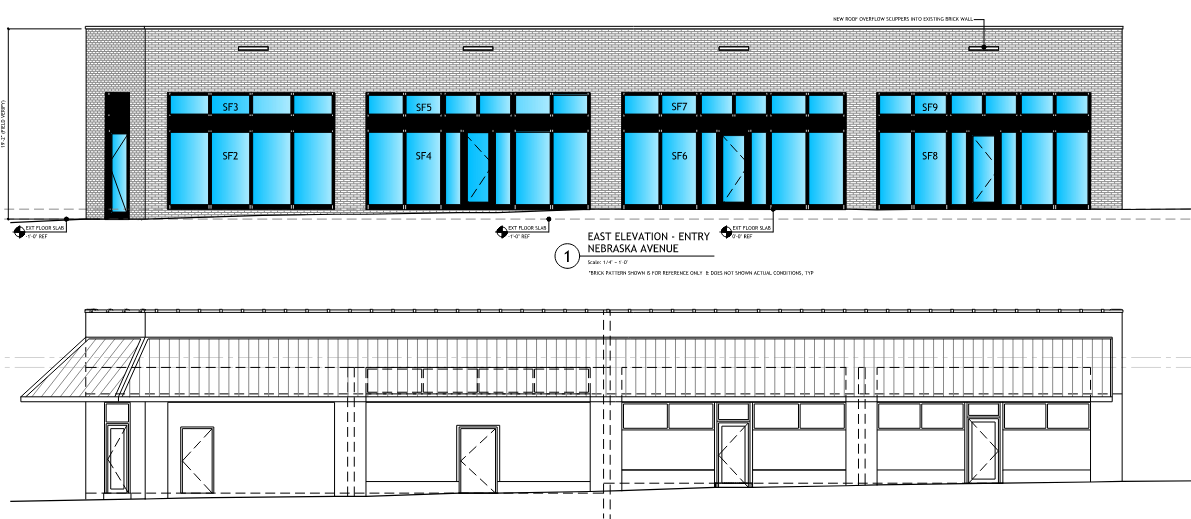 NEW ROOF OVERFLOW SCUPPERS INTO EXISTING BRICK WALL
19'-2" (FIELD VERIFY)
SF3
SF5
SF7
SF9
SF2
SF4
SF6
SF8
EXT FLOOR SLAB
-1'-0" REF
EXT FLOOR SLAB
-1'-0" REF
EXT FLOOR SLAB
0'-0" REF
1
EAST ELEVATION - ENTRY
NEBRASKA AVENUE
Scale: 1/4" = 1'-0"
*BRICK PATTERN SHOWN IS FOR REFERENCE ONLY & DOES NOT SHOWN ACTUAL CONDITIONS, TYP